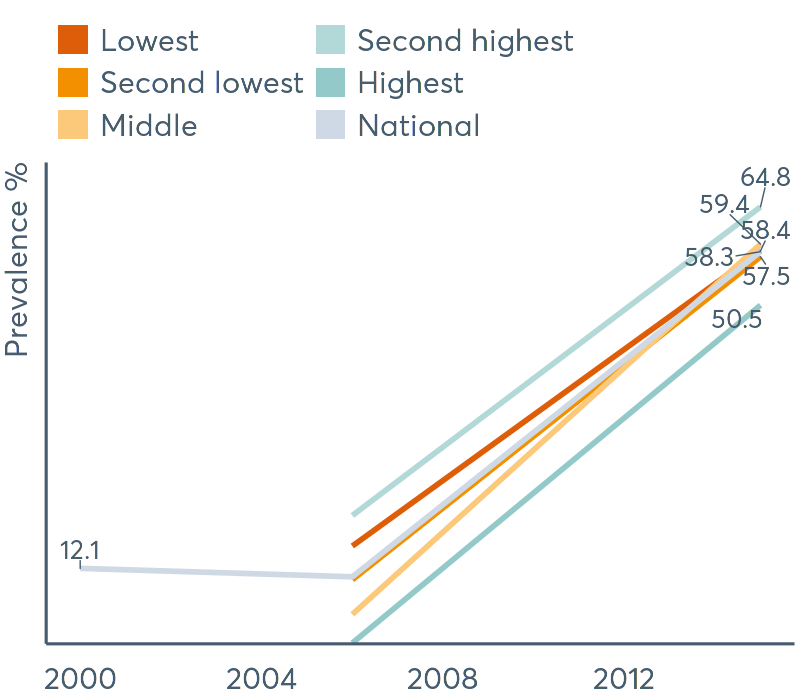 Lowest
Second lowest
Middle
Second highest
Highest
National
Prevalence %
64.8
59.4
58.4
58.3
57.5
50.5
12.1
2000 2004 2008 2012